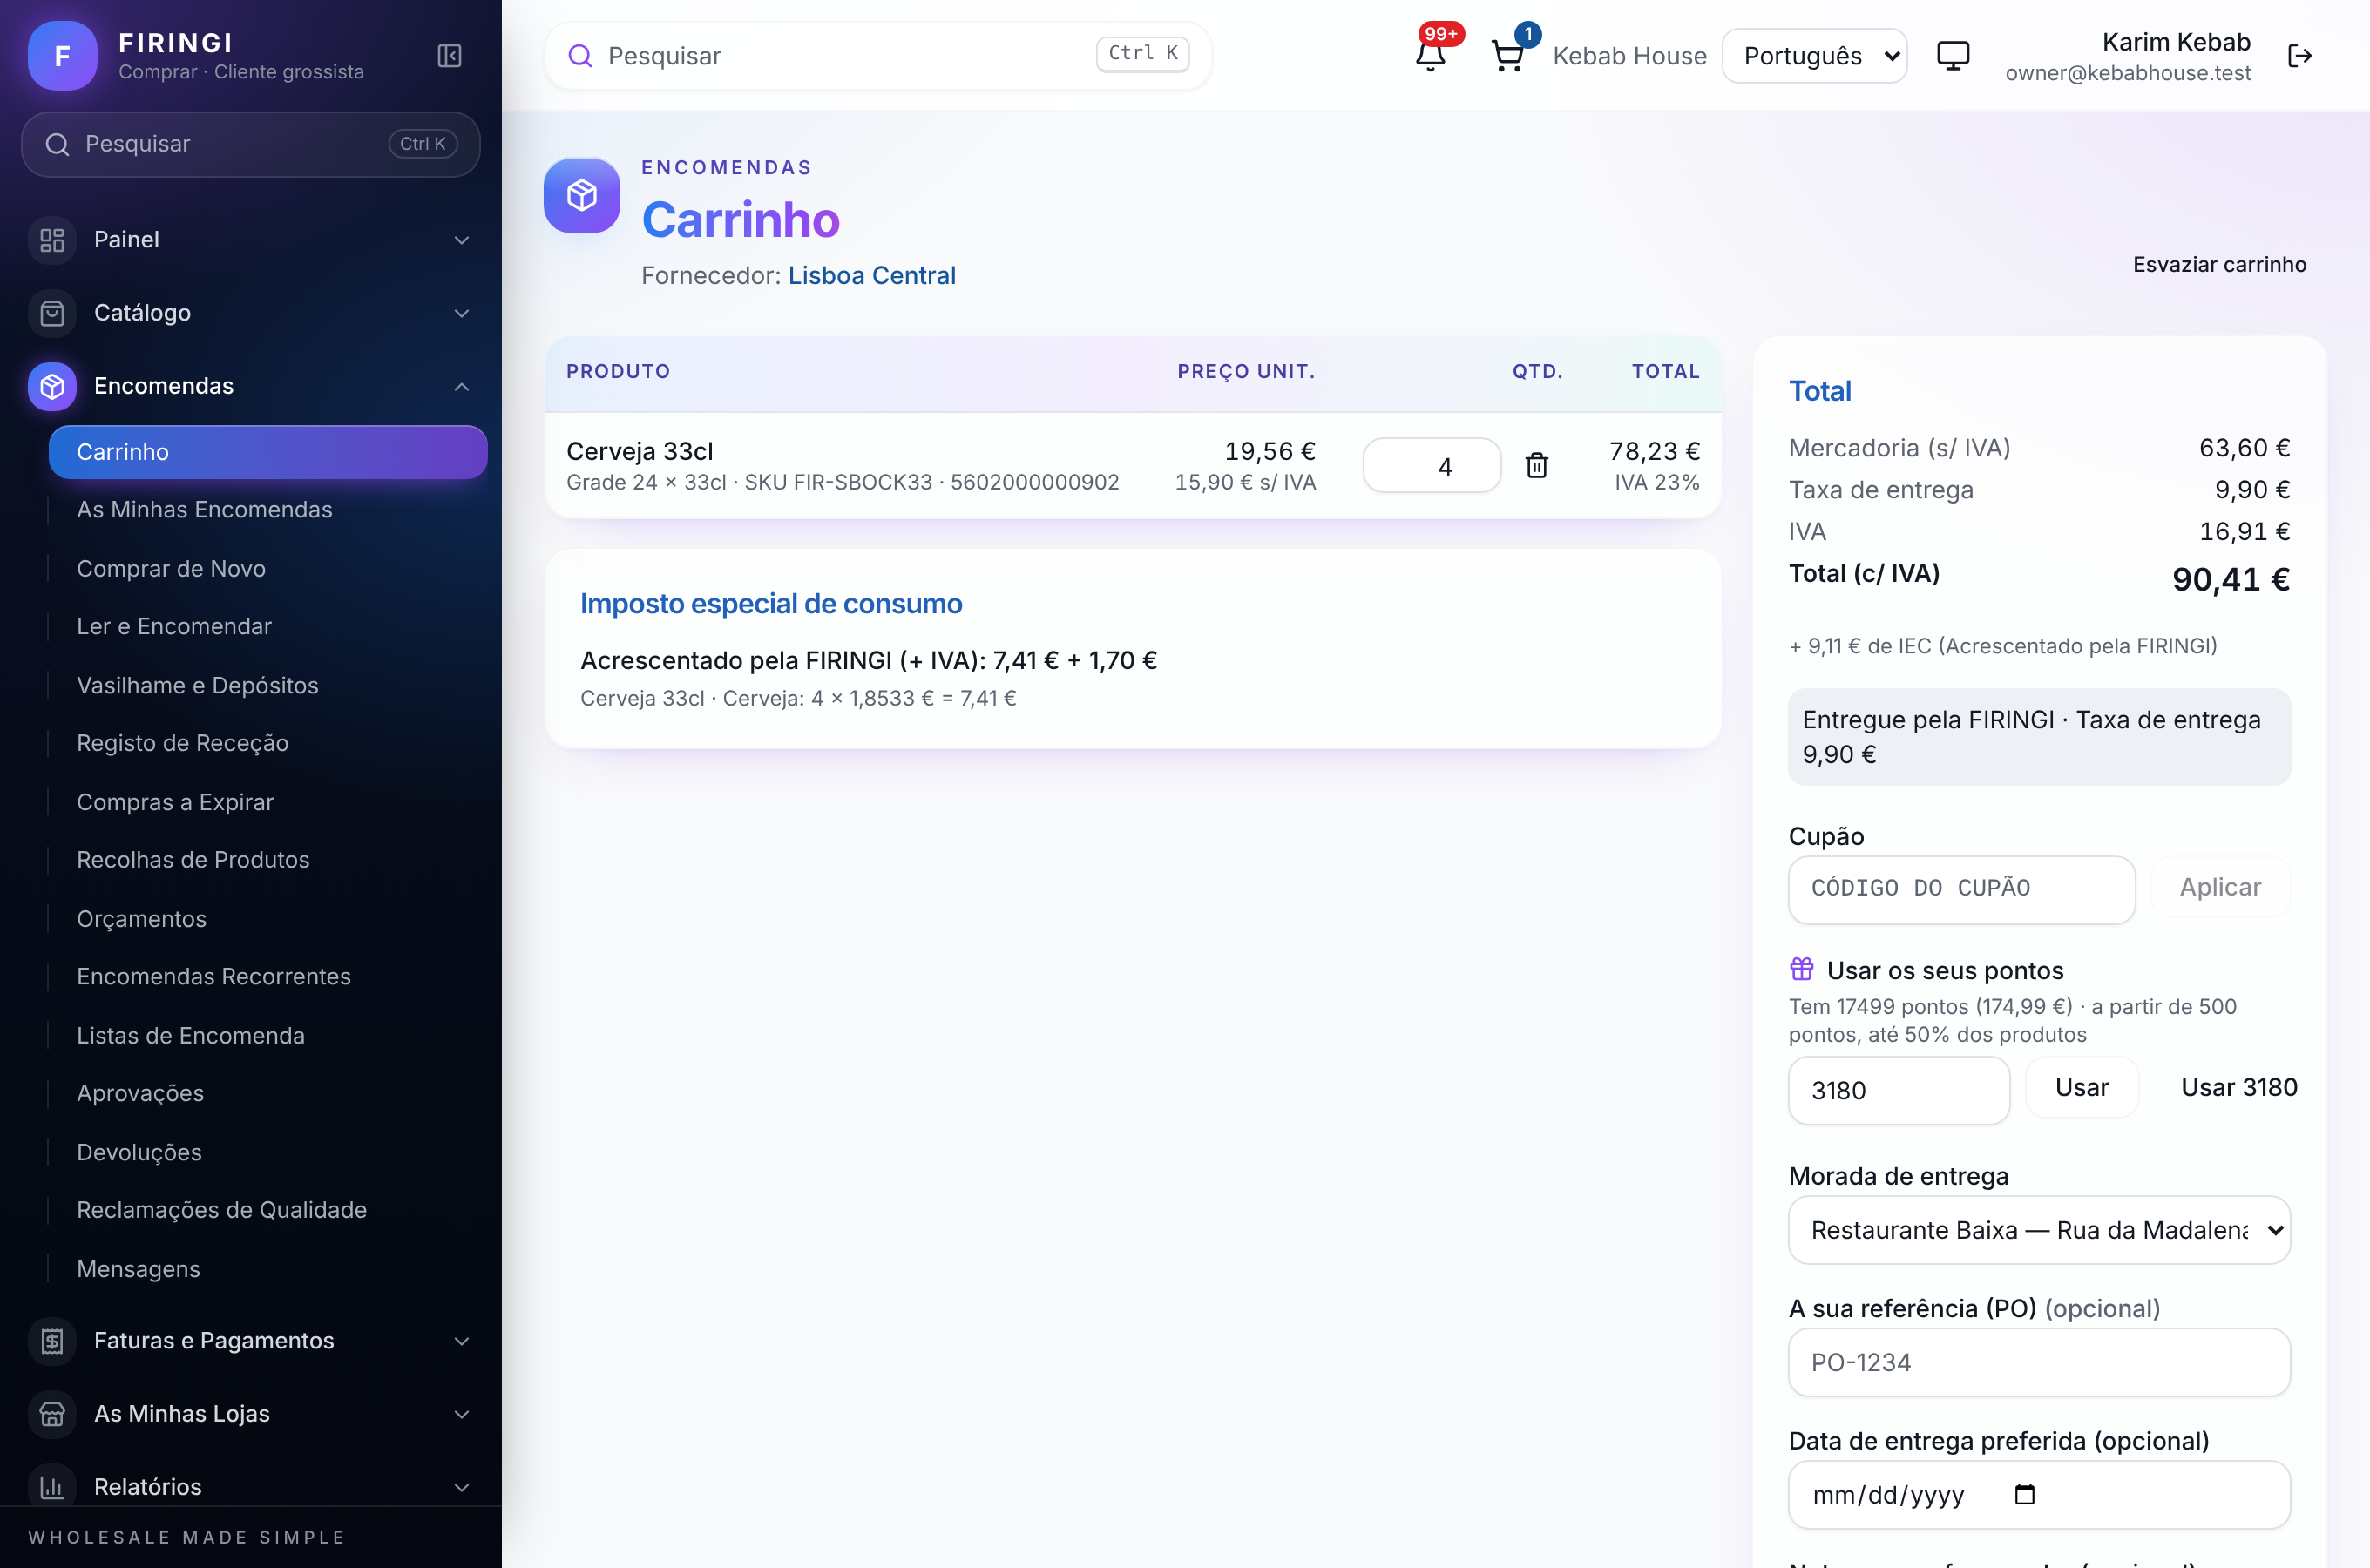 F
FIRINGI
Comprar · Cliente grossista
Pesquisar
Ctrl K
Painel
Catálogo
Encomendas
Carrinho
As Minhas Encomendas
Comprar de Novo
Ler e Encomendar
Vasilhame e Depósitos
Registo de Receção
Compras a Expirar
Recolhas de Produtos
Orçamentos
Encomendas Recorrentes
Listas de Encomenda
Aprovações
Devoluções
Reclamações de Qualidade
Mensagens
Faturas e Pagamentos
As Minhas Lojas
Relatórios
WHOLESALE MADE SIMPLE
Pesquisar
Ctrl K
99+
1
Kebab House
Português
Karim Kebab
owner@kebabhouse.test
ENCOMENDAS
Carrinho
Fornecedor: Lisboa Central
Esvaziar carrinho
PRODUTO PREÇO UNIT. QTD. TOTAL
Cerveja 33cl 19,56 € 4 78,23 €
Grade 24 × 33cl · SKU FIR-SBOCK33 · 5602000000902 15,90 € s/ IVA IVA 23%
Imposto especial de consumo
Acrescentado pela FIRINGI (+ IVA): 7,41 € + 1,70 €
Cerveja 33cl · Cerveja: 4 × 1,8533 € = 7,41 €
Total
Mercadoria (s/ IVA) 63,60 €
Taxa de entrega 9,90 €
IVA 16,91 €
Total (c/ IVA) 90,41 €
+ 9,11 € de IEC (Acrescentado pela FIRINGI)
Entregue pela FIRINGI · Taxa de entrega
9,90 €
Cupão
CÓDIGO DO CUPÃO
Aplicar
Usar os seus pontos
Tem 17499 pontos (174,99 €) · a partir de 500
pontos, até 50% dos produtos
3180
Usar
Usar 3180
Morada de entrega
Restaurante Baixa — Rua da Madalena
A sua referência (PO) (opcional)
PO-1234
Data de entrega preferida (opcional)
mm/dd/yyyy